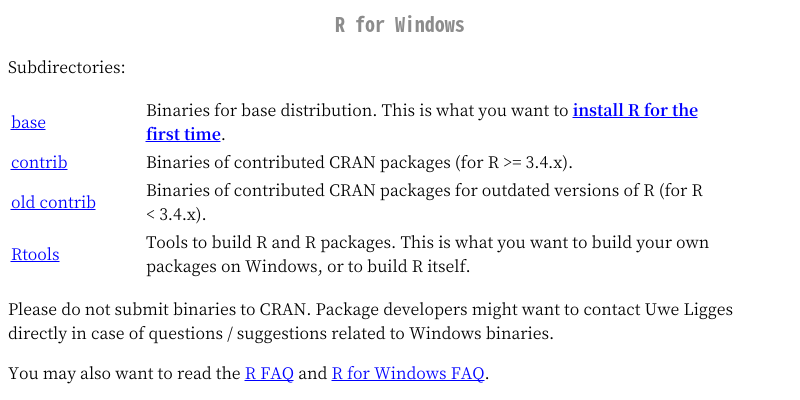 R for Windows
Subdirectories:
base
Binaries for base distribution. This is what you want to install R for the
first time.
contrib
Binaries of contributed CRAN packages (for R >= 3.4.x).
old contrib
Binaries of contributed CRAN packages for outdated versions of R (for R
< 3.4.x).
Rtools
Tools to build R and R packages. This is what you want to build your own
packages on Windows, or to build R itself.
Please do not submit binaries to CRAN. Package developers might want to contact Uwe Ligges
directly in case of questions / suggestions related to Windows binaries.
You may also want to read the R FAQ and R for Windows FAQ.